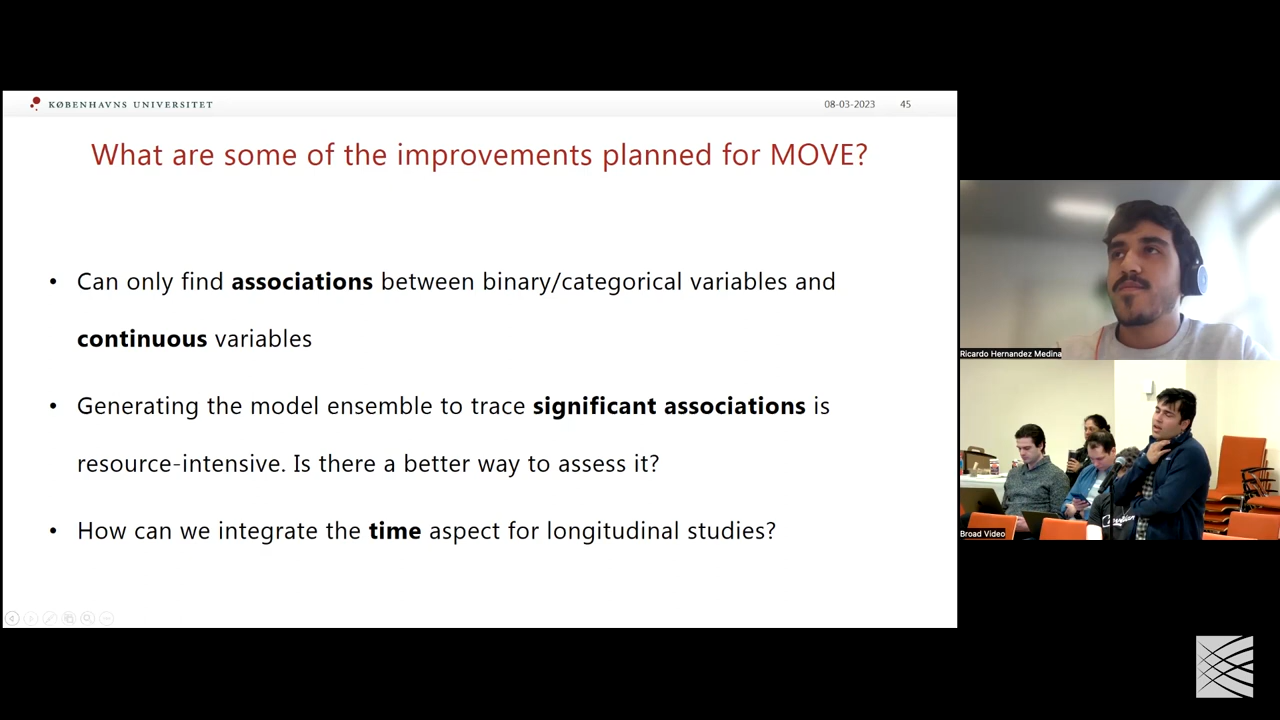 KØBENHAVNS UNIVERSITET
08-03-2023 45
What are some of the improvements planned for MOVE?
• Can only find associations between binary/categorical variables and
continuous variables
• Generating the model ensemble to trace significant associations is
resource-intensive. Is there a better way to assess it?
• How can we integrate the time aspect for longitudinal studies?
Ricardo Hernandez Medina
Broad Video